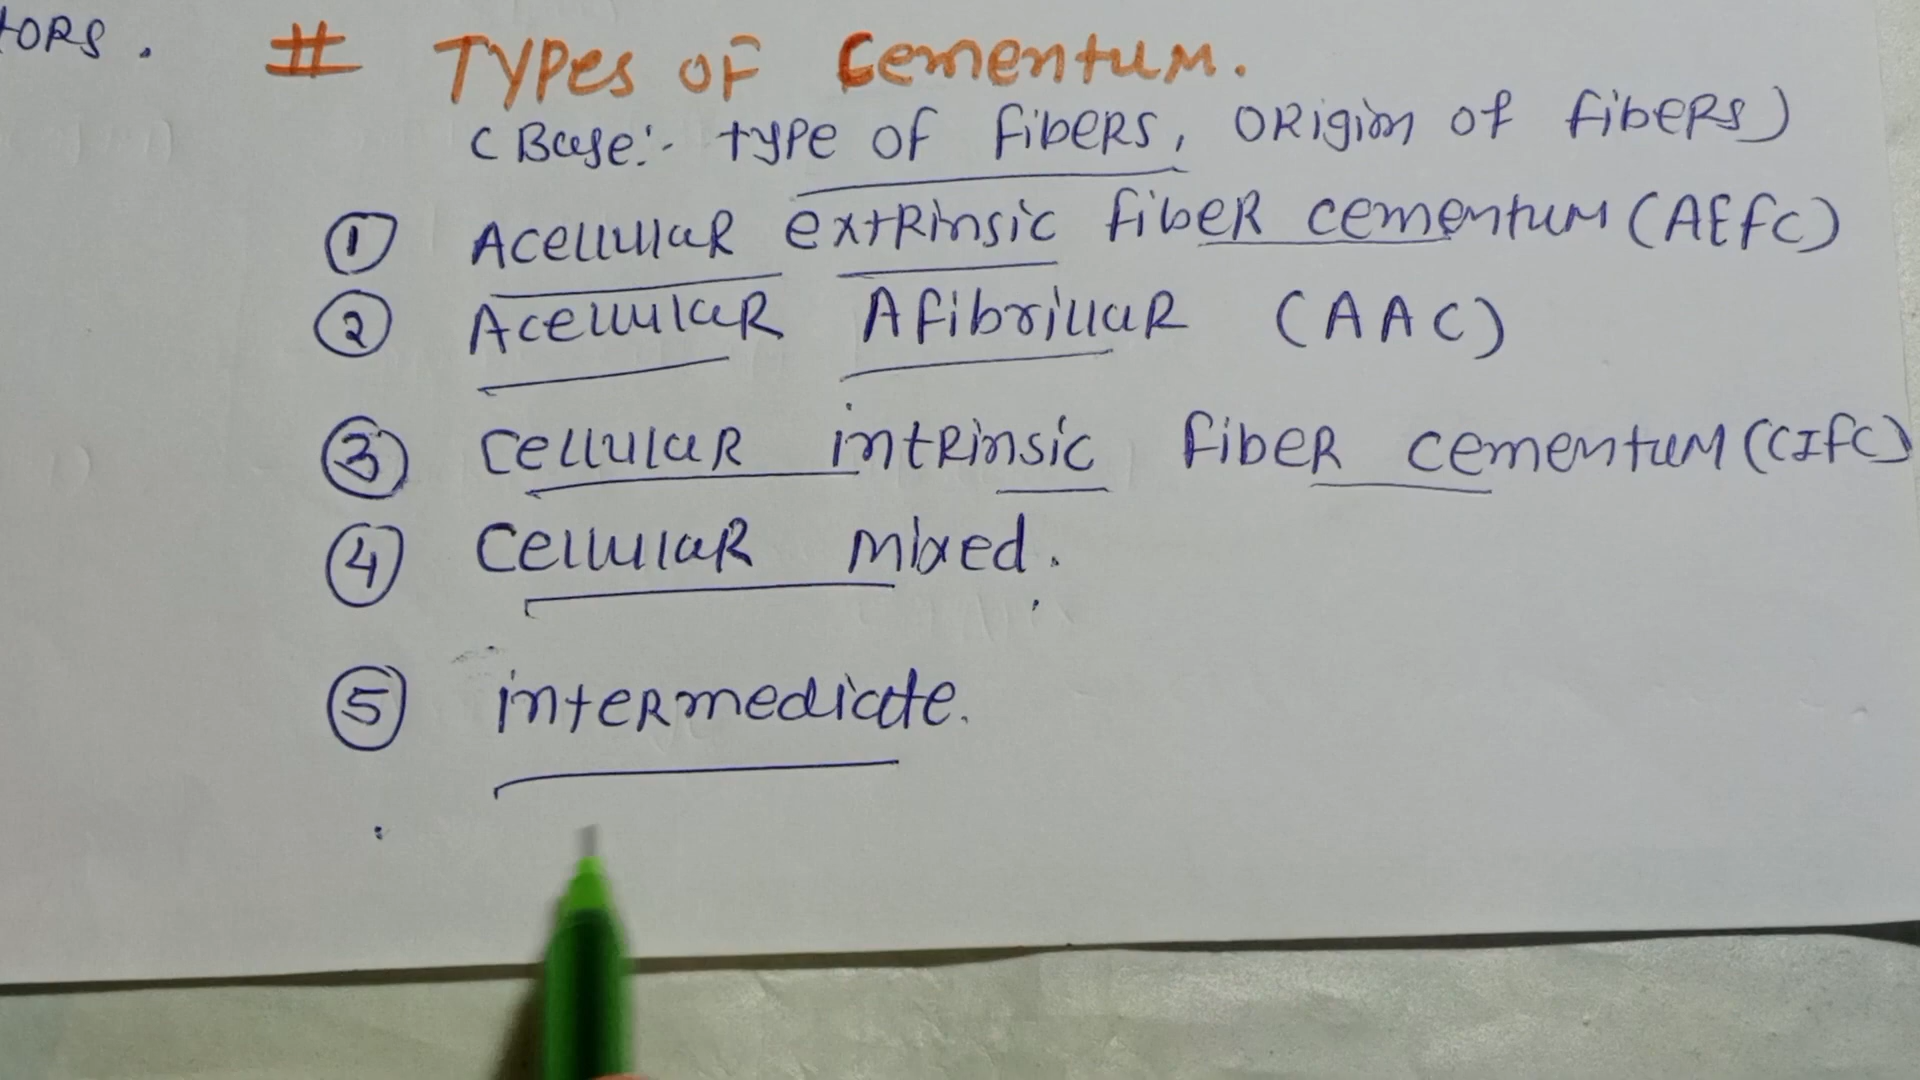 TORS.
# TYPes OF Cementum.
(Base:- type of fibers, origin of fibers)
① Acellular extrinsic fiber cementum (AEFC)
② Acellular Afibrillar (AAC)
③ cellular intrinsic fiber cementum (CIFC)
④ Cellular mixed.
⑤ intermediate.